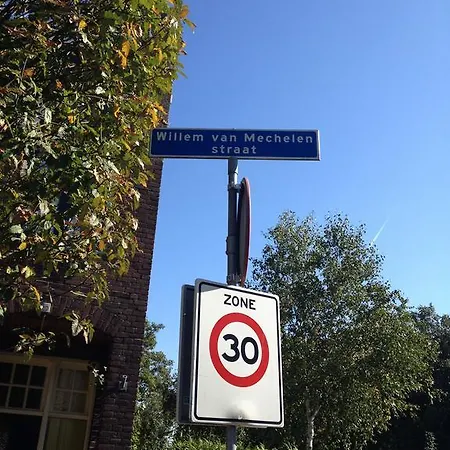 Willem van Mechelen
straat
ZONE
30